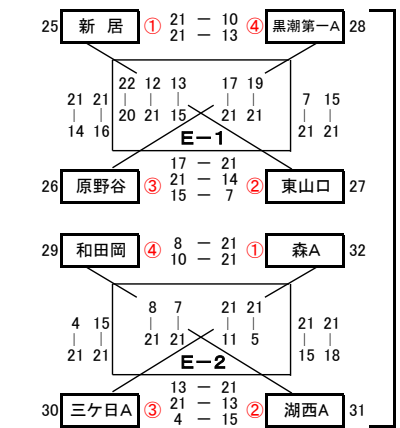 25 新 居 ① 21 ― 10 ④ 黒潮第一A 28
21 ― 13
22 12 13 17 19
21 21 | | | | | 7 15
| | 20 21 15 21 21 | |
14 16 21 21
E－1
17 ― 21
26 原野谷 ③ 21 ― 14 ② 東山口 27
15 ― 7
29 和田岡 ④ 8 ― 21 ① 森A 32
10 ― 21
8 7 21 21
4 15 | | | | 21 21
| | 21 21 11 5 | |
21 21 15 18
E－2
13 ― 21
30 三ケ日A ③ 21 ― 13 ② 湖西A 31
4 ― 15